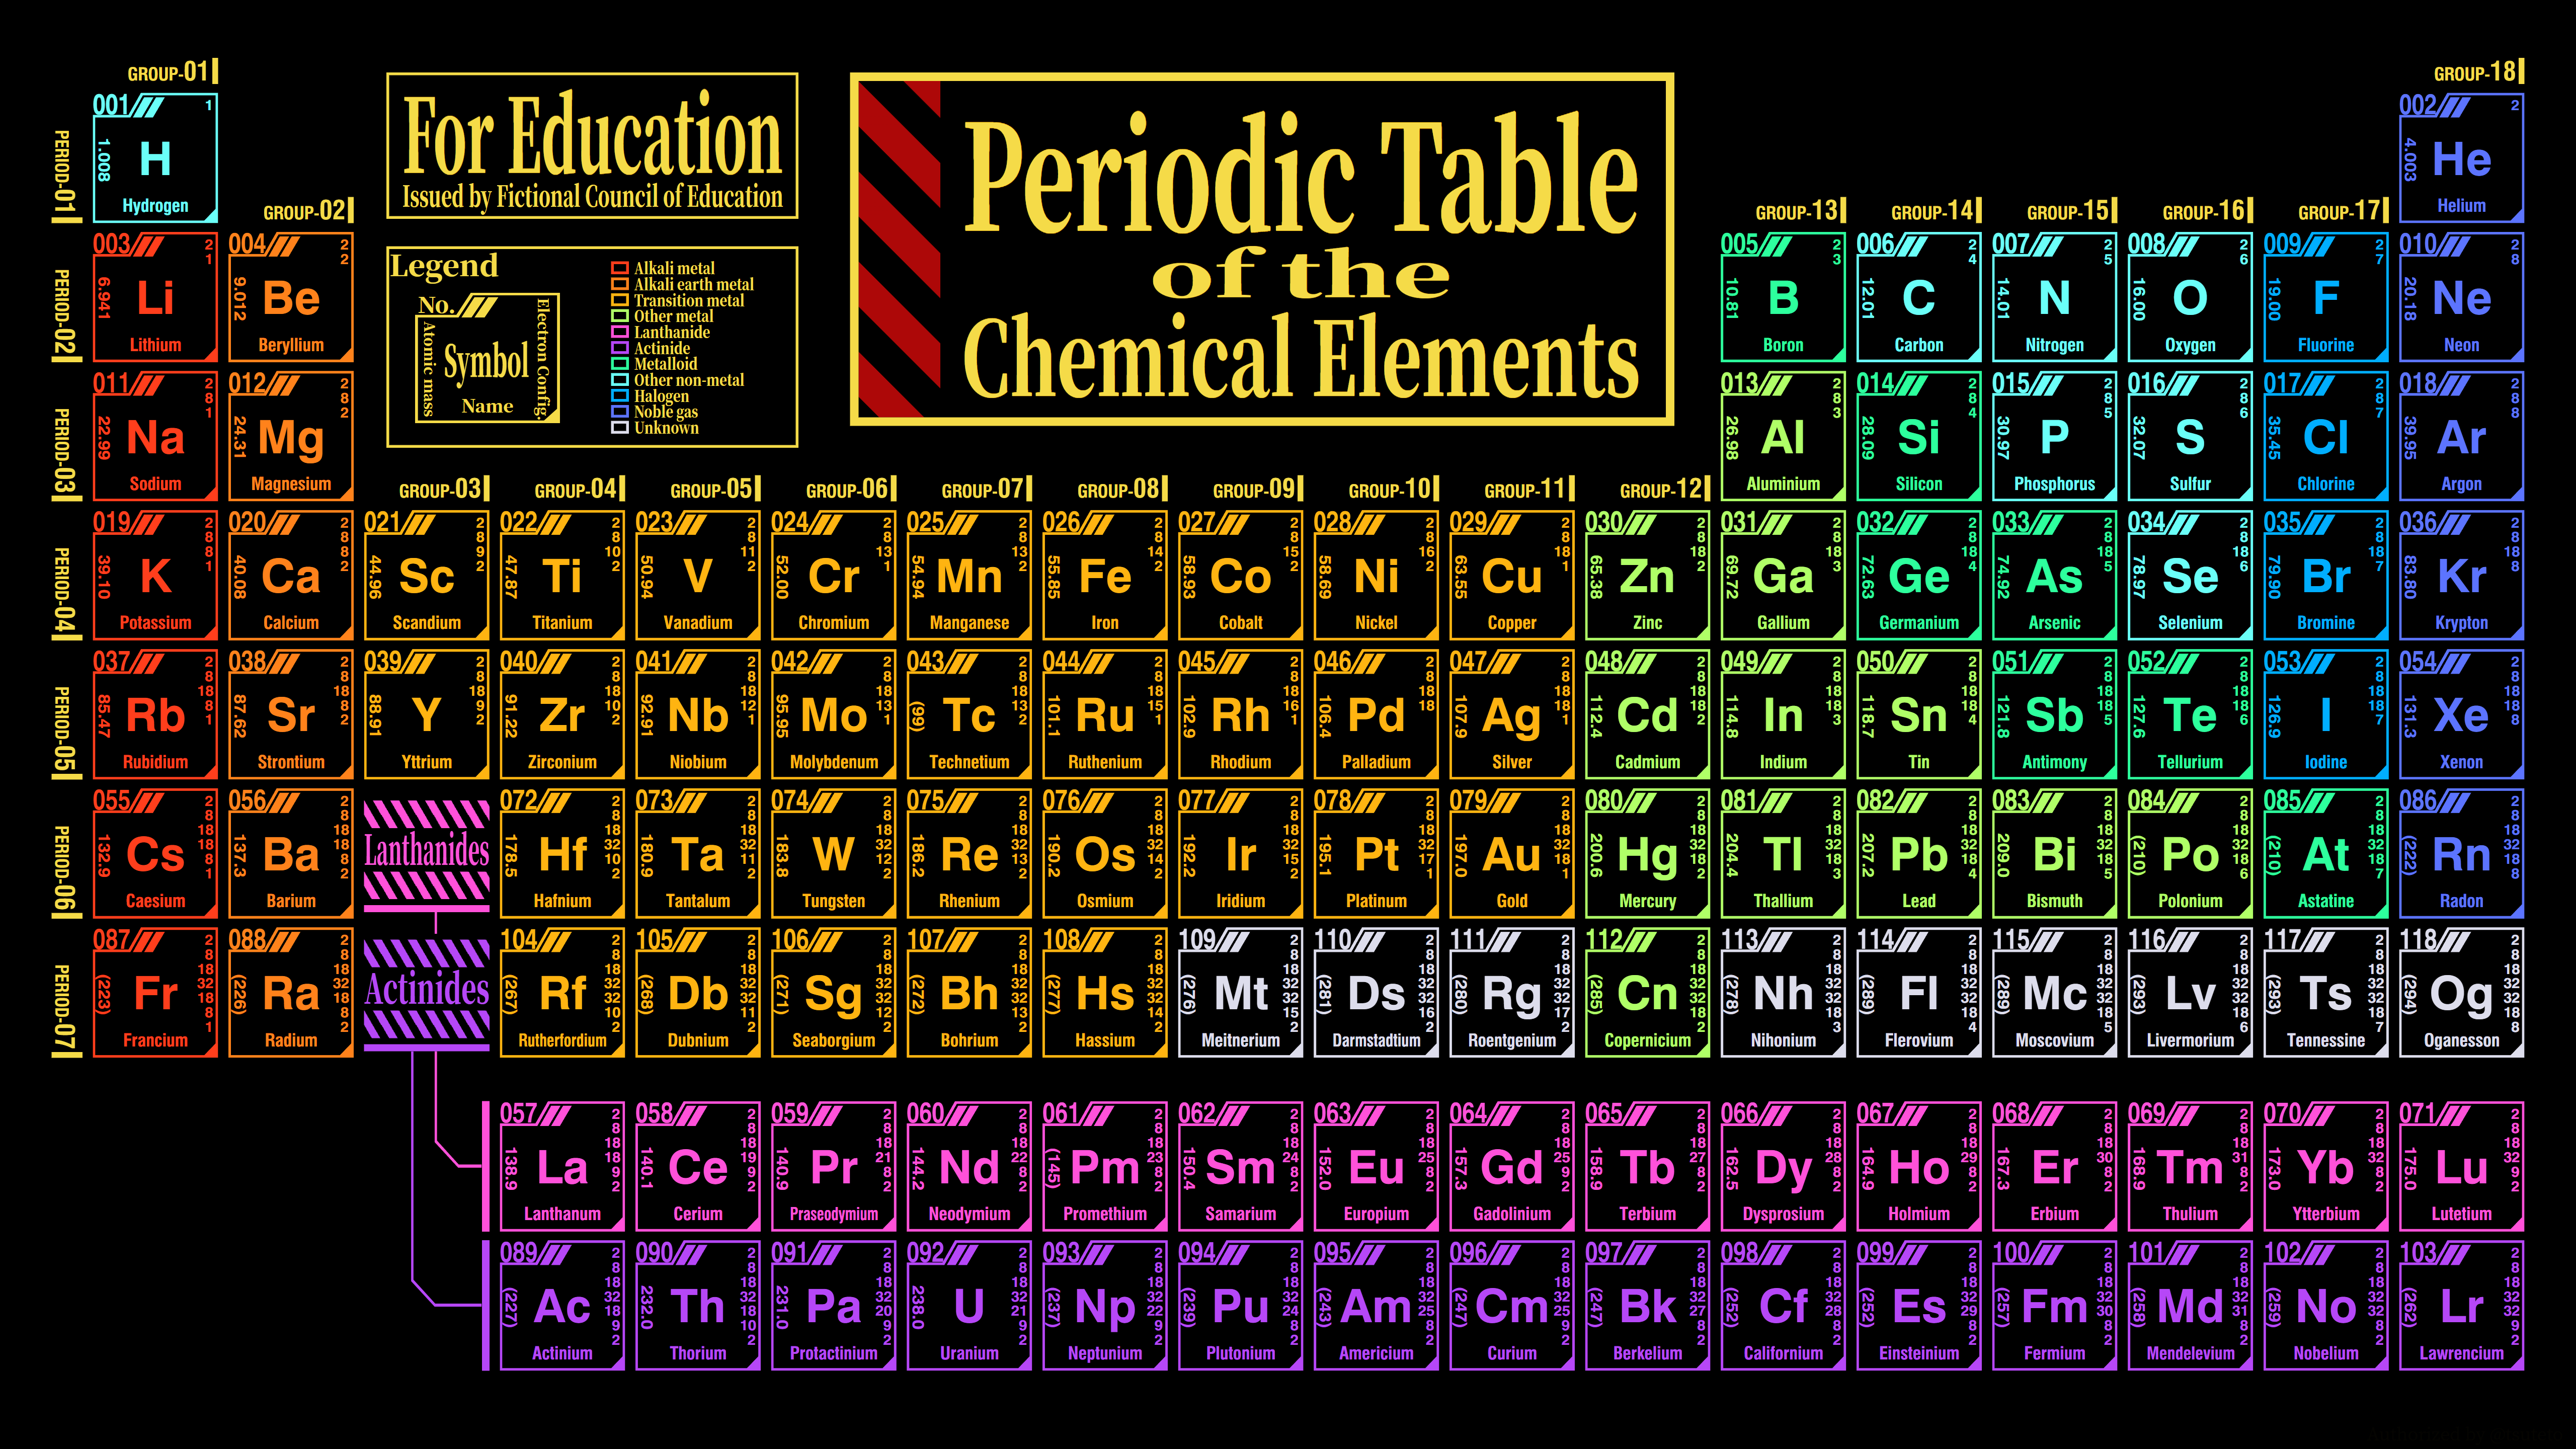 GROUP-01
GROUP-18
001 1
1.008
H
Hydrogen
For Education
Issued by Fictional Council of Education
Periodic Table
of the
Chemical Elements
002 2
4.003
He
Helium
PERIOD-01
GROUP-02
GROUP-13 GROUP-14 GROUP-15 GROUP-16 GROUP-17
Legend
No.
Atomic mass
Symbol
Name
Electron Config.
Alkali metal
Alkali earth metal
Transition metal
Other metal
Lanthanide
Actinide
Metalloid
Other non-metal
Halogen
Noble gas
Unknown
PERIOD-02
003 6.941 Li Lithium 2 1
004 9.012 Be Beryllium 2 2
005 10.81 B Boron 2 3
006 12.01 C Carbon 2 4
007 14.01 N Nitrogen 2 5
008 16.00 O Oxygen 2 6
009 19.00 F Fluorine 2 7
010 20.18 Ne Neon 2 8
PERIOD-03
011 22.99 Na Sodium 2 8 1
012 24.31 Mg Magnesium 2 8 2
013 26.98 Al Aluminium 2 8 3
014 28.09 Si Silicon 2 8 4
015 30.97 P Phosphorus 2 8 5
016 32.07 S Sulfur 2 8 6
017 35.45 Cl Chlorine 2 8 7
018 39.95 Ar Argon 2 8 8
GROUP-03 GROUP-04 GROUP-05 GROUP-06 GROUP-07 GROUP-08 GROUP-09 GROUP-10 GROUP-11 GROUP-12
PERIOD-04
019 39.10 K Potassium 2 8 8 1
020 40.08 Ca Calcium 2 8 8 2
021 44.96 Sc Scandium 2 8 9 2
022 47.87 Ti Titanium 2 8 10 2
023 50.94 V Vanadium 2 8 11 2
024 52.00 Cr Chromium 2 8 13 1
025 54.94 Mn Manganese 2 8 13 2
026 55.85 Fe Iron 2 8 14 2
027 58.93 Co Cobalt 2 8 15 2
028 58.69 Ni Nickel 2 8 16 2
029 63.55 Cu Copper 2 8 18 1
030 65.38 Zn Zinc 2 8 18 2
031 69.72 Ga Gallium 2 8 18 3
032 72.63 Ge Germanium 2 8 18 4
033 74.92 As Arsenic 2 8 18 5
034 78.97 Se Selenium 2 8 18 6
035 79.90 Br Bromine 2 8 18 7
036 83.80 Kr Krypton 2 8 18 8
PERIOD-05
037 85.47 Rb Rubidium 2 8 18 8 1
038 87.62 Sr Strontium 2 8 18 8 2
039 88.91 Y Yttrium 2 8 18 9 2
040 91.22 Zr Zirconium 2 8 18 10 2
041 92.91 Nb Niobium 2 8 18 12 1
042 95.95 Mo Molybdenum 2 8 18 13 1
043 (99) Tc Technetium 2 8 18 13 2
044 101.1 Ru Ruthenium 2 8 18 15 1
045 102.9 Rh Rhodium 2 8 18 16 1
046 106.4 Pd Palladium 2 8 18 18
047 107.9 Ag Silver 2 8 18 18 1
048 112.4 Cd Cadmium 2 8 18 18 2
049 114.8 In Indium 2 8 18 18 3
050 118.7 Sn Tin 2 8 18 18 4
051 121.8 Sb Antimony 2 8 18 18 5
052 127.6 Te Tellurium 2 8 18 18 6
053 126.9 I Iodine 2 8 18 18 7
054 131.3 Xe Xenon 2 8 18 18 8
PERIOD-06
055 132.9 Cs Caesium 2 8 18 18 8 1
056 137.3 Ba Barium 2 8 18 18 8 2
Lanthanides
072 178.5 Hf Hafnium 2 8 18 32 10 2
073 180.9 Ta Tantalum 2 8 18 32 11 2
074 183.8 W Tungsten 2 8 18 32 12 2
075 186.2 Re Rhenium 2 8 18 32 13 2
076 190.2 Os Osmium 2 8 18 32 14 2
077 192.2 Ir Iridium 2 8 18 32 15 2
078 195.1 Pt Platinum 2 8 18 32 17 1
079 197.0 Au Gold 2 8 18 32 18 1
080 200.6 Hg Mercury 2 8 18 32 18 2
081 204.4 Tl Thallium 2 8 18 32 18 3
082 207.2 Pb Lead 2 8 18 32 18 4
083 209.0 Bi Bismuth 2 8 18 32 18 5
084 (210) Po Polonium 2 8 18 32 18 6
085 (210) At Astatine 2 8 18 32 18 7
086 (222) Rn Radon 2 8 18 32 18 8
PERIOD-07
087 (223) Fr Francium 2 8 18 32 18 8 1
088 (226) Ra Radium 2 8 18 32 18 8 2
Actinides
104 (267) Rf Rutherfordium 2 8 18 32 32 10 2
105 (268) Db Dubnium 2 8 18 32 32 11 2
106 (271) Sg Seaborgium 2 8 18 32 32 12 2
107 (272) Bh Bohrium 2 8 18 32 32 13 2
108 (277) Hs Hassium 2 8 18 32 32 14 2
109 (276) Mt Meitnerium 2 8 18 32 32 15 2
110 (281) Ds Darmstadtium 2 8 18 32 32 16 2
111 (280) Rg Roentgenium 2 8 18 32 32 17 2
112 (285) Cn Copernicium 2 8 18 32 32 18 2
113 (278) Nh Nihonium 2 8 18 32 32 18 3
114 (289) Fl Flerovium 2 8 18 32 32 18 4
115 (289) Mc Moscovium 2 8 18 32 32 18 5
116 (293) Lv Livermorium 2 8 18 32 32 18 6
117 (293) Ts Tennessine 2 8 18 32 32 18 7
118 (294) Og Oganesson 2 8 18 32 32 18 8
057 138.9 La Lanthanum 2 8 18 18 9 2
058 140.1 Ce Cerium 2 8 18 19 9 2
059 140.9 Pr Praseodymium 2 8 18 21 8 2
060 144.2 Nd Neodymium 2 8 18 22 8 2
061 (145) Pm Promethium 2 8 18 23 8 2
062 150.4 Sm Samarium 2 8 18 24 8 2
063 152.0 Eu Europium 2 8 18 25 8 2
064 157.3 Gd Gadolinium 2 8 18 25 9 2
065 158.9 Tb Terbium 2 8 18 27 8 2
066 162.5 Dy Dysprosium 2 8 18 28 8 2
067 164.9 Ho Holmium 2 8 18 29 8 2
068 167.3 Er Erbium 2 8 18 30 8 2
069 168.9 Tm Thulium 2 8 18 31 8 2
070 173.0 Yb Ytterbium 2 8 18 32 8 2
071 175.0 Lu Lutetium 2 8 18 32 9 2
089 (227) Ac Actinium 2 8 18 32 18 9 2
090 232.0 Th Thorium 2 8 18 32 18 10 2
091 231.0 Pa Protactinium 2 8 18 32 20 9 2
092 238.0 U Uranium 2 8 18 32 21 9 2
093 (237) Np Neptunium 2 8 18 32 22 9 2
094 (239) Pu Plutonium 2 8 18 32 24 8 2
095 (243) Am Americium 2 8 18 32 25 8 2
096 (247) Cm Curium 2 8 18 32 25 9 2
097 (247) Bk Berkelium 2 8 18 32 27 8 2
098 (252) Cf Californium 2 8 18 32 28 8 2
099 (252) Es Einsteinium 2 8 18 32 29 8 2
100 (257) Fm Fermium 2 8 18 32 30 8 2
101 (258) Md Mendelevium 2 8 18 32 31 8 2
102 (259) No Nobelium 2 8 18 32 32 8 2
103 (262) Lr Lawrencium 2 8 18 32 32 9 2